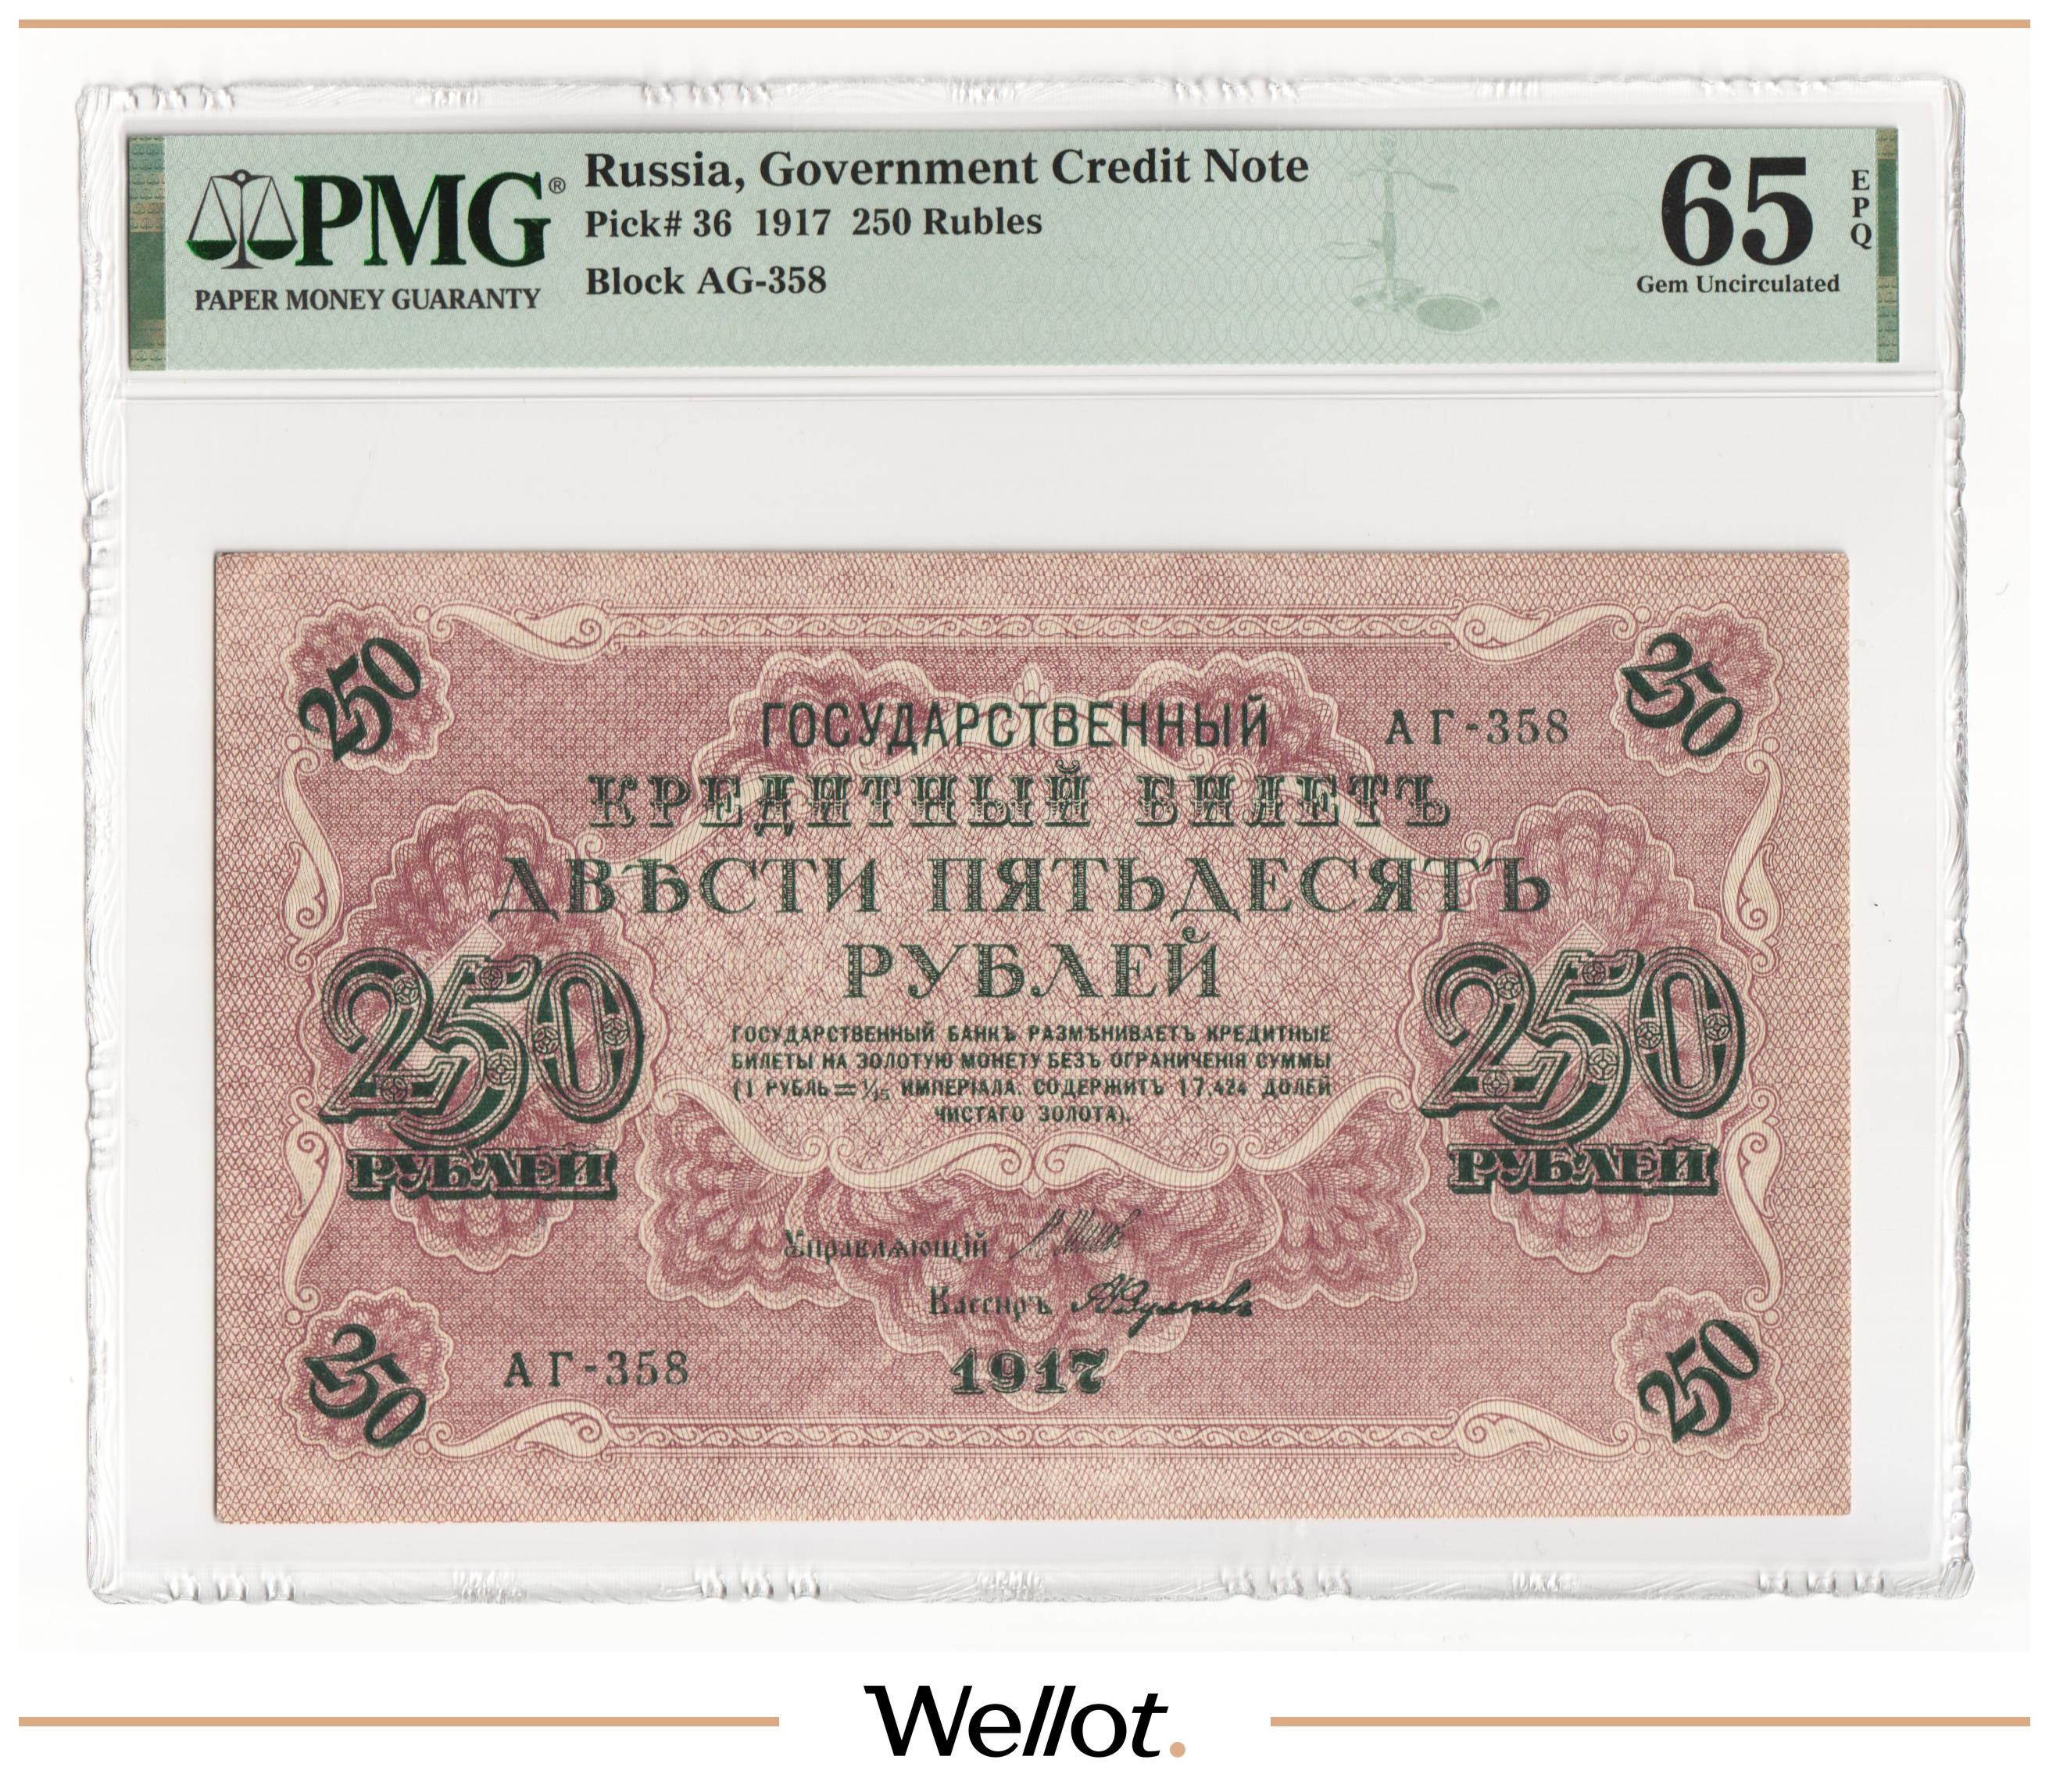 PMG®
PAPER MONEY GUARANTY
Russia, Government Credit Note
Pick# 36 1917 250 Rubles
Block AG-358
65
EPQ
Gem Uncirculated
250
250
ГОСУДАРСТВЕННЫЙ
АГ-358
КРЕДИТНЫЙ БИЛЕТЪ
ДВѢСТИ ПЯТЬДЕСЯТЪ
РУБЛЕЙ
250
РУБЛЕЙ
250
РУБЛЕЙ
ГОСУДАРСТВЕННЫЙ БАНКЪ РАЗМѢНИВАЕТЪ КРЕДИТНЫЕ
БИЛЕТЫ НА ЗОЛОТУЮ МОНЕТУ БЕЗЪ ОГРАНИЧЕНІЯ СУММЫ
(1 РУБЛЬ = 1/15 ИМПЕРІАЛА, СОДЕРЖИТЪ 17,424 ДОЛЕЙ
ЧИСТАГО ЗОЛОТА).
Управляющій
Кассиръ
АГ-358
1917
250
250
Wellot.